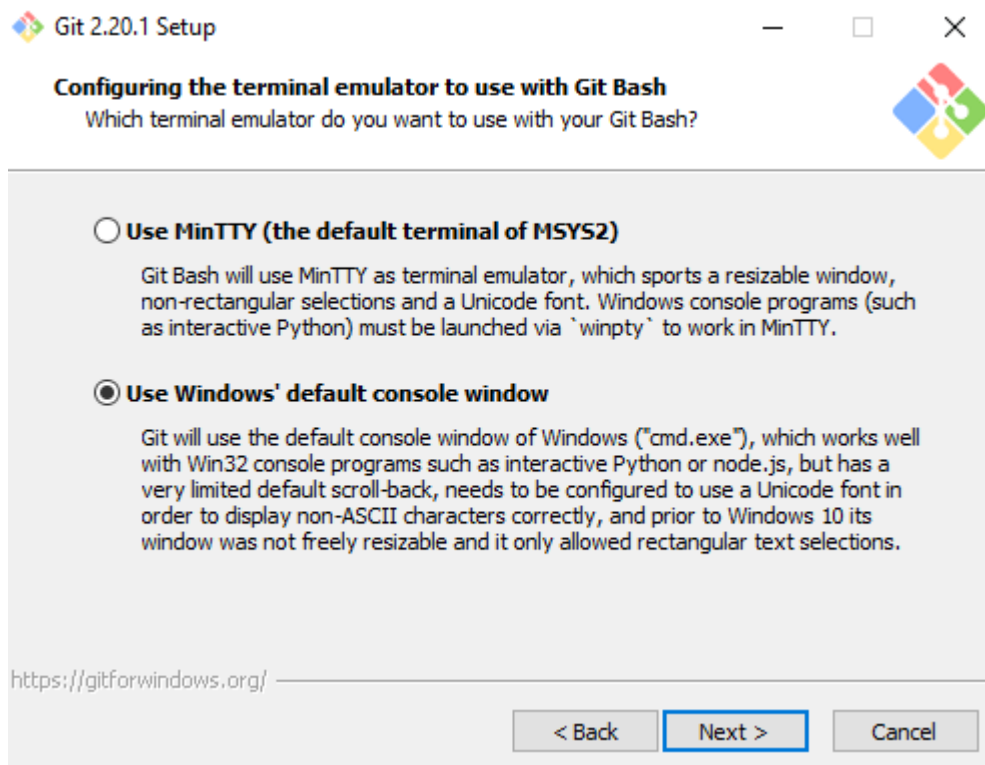 Git 2.20.1 Setup
Configuring the terminal emulator to use with Git Bash
Which terminal emulator do you want to use with your Git Bash?
Use MinTTY (the default terminal of MSYS2)
Git Bash will use MinTTY as terminal emulator, which sports a resizable window,
non-rectangular selections and a Unicode font. Windows console programs (such
as interactive Python) must be launched via `winpty` to work in MinTTY.
Use Windows' default console window
Git will use the default console window of Windows ("cmd.exe"), which works well
with Win32 console programs such as interactive Python or node.js, but has a
very limited default scroll-back, needs to be configured to use a Unicode font in
order to display non-ASCII characters correctly, and prior to Windows 10 its
window was not freely resizable and it only allowed rectangular text selections.
https://gitforwindows.org/
< Back Next > Cancel